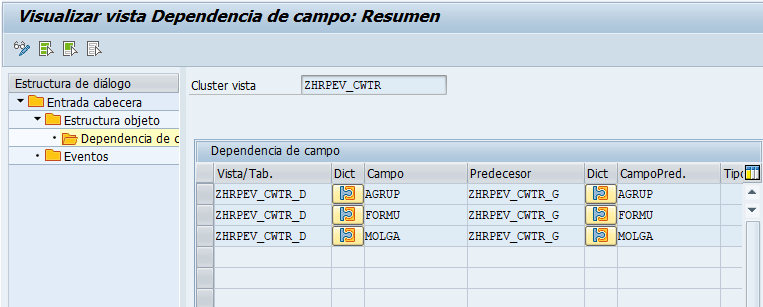 Visualizar vista Dependencia de campo: Resumen
Estructura de diálogo
Entrada cabecera
Estructura objeto
Dependencia de c
Eventos
Cluster vista ZHRPEV_CWTR
Dependencia de campo
Vista/Tab. Dict Campo Predecesor Dict CampoPred. Tipo
ZHRPEV_CWTR_D AGRUP ZHRPEV_CWTR_G AGRUP
ZHRPEV_CWTR_D FORMU ZHRPEV_CWTR_G FORMU
ZHRPEV_CWTR_D MOLGA ZHRPEV_CWTR_G MOLGA